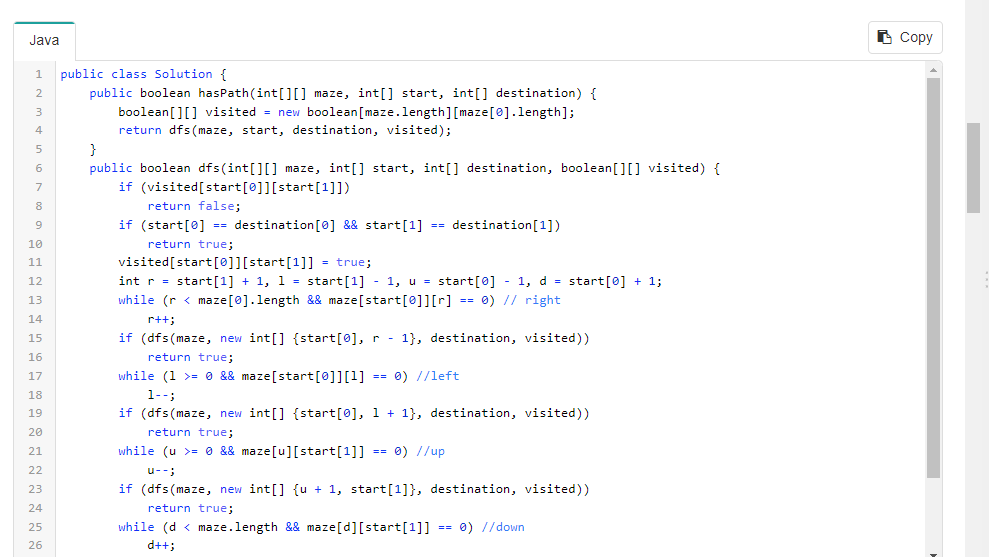 Java
Copy
1 public class Solution {
2 public boolean hasPath(int[][] maze, int[] start, int[] destination) {
3 boolean[][] visited = new boolean[maze.length][maze[0].length];
4 return dfs(maze, start, destination, visited);
5 }
6 public boolean dfs(int[][] maze, int[] start, int[] destination, boolean[][] visited) {
7 if (visited[start[0]][start[1]])
8 return false;
9 if (start[0] == destination[0] && start[1] == destination[1])
10 return true;
11 visited[start[0]][start[1]] = true;
12 int r = start[1] + 1, l = start[1] - 1, u = start[0] - 1, d = start[0] + 1;
13 while (r < maze[0].length && maze[start[0]][r] == 0) // right
14 r++;
15 if (dfs(maze, new int[] {start[0], r - 1}, destination, visited))
16 return true;
17 while (l >= 0 && maze[start[0]][l] == 0) //left
18 l--;
19 if (dfs(maze, new int[] {start[0], l + 1}, destination, visited))
20 return true;
21 while (u >= 0 && maze[u][start[1]] == 0) //up
22 u--;
23 if (dfs(maze, new int[] {u + 1, start[1]}, destination, visited))
24 return true;
25 while (d < maze.length && maze[d][start[1]] == 0) //down
26 d++;